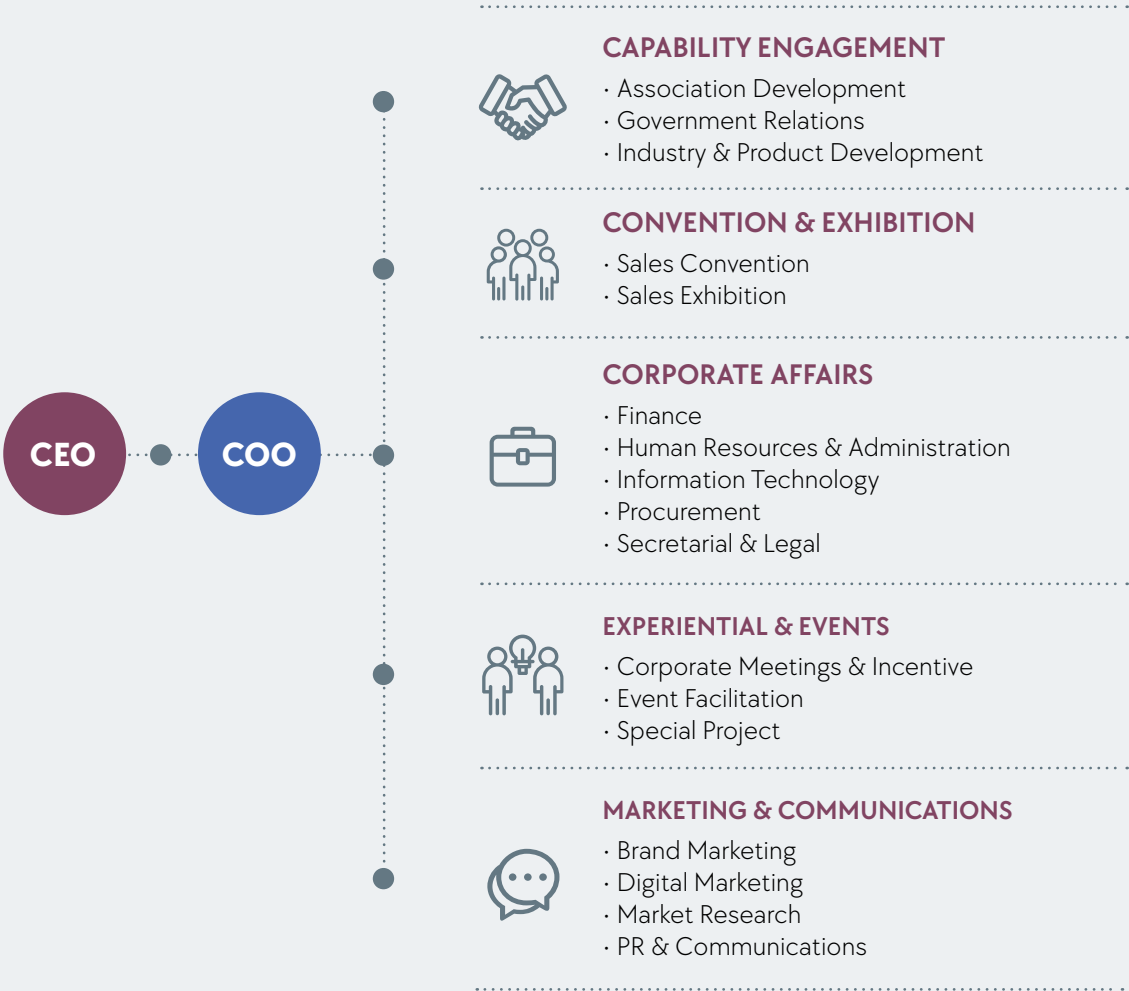 CEO
COO
CAPABILITY ENGAGEMENT
· Association Development
· Government Relations
· Industry & Product Development
CONVENTION & EXHIBITION
· Sales Convention
· Sales Exhibition
CORPORATE AFFAIRS
· Finance
· Human Resources & Administration
· Information Technology
· Procurement
· Secretarial & Legal
EXPERIENTIAL & EVENTS
· Corporate Meetings & Incentive
· Event Facilitation
· Special Project
MARKETING & COMMUNICATIONS
· Brand Marketing
· Digital Marketing
· Market Research
· PR & Communications